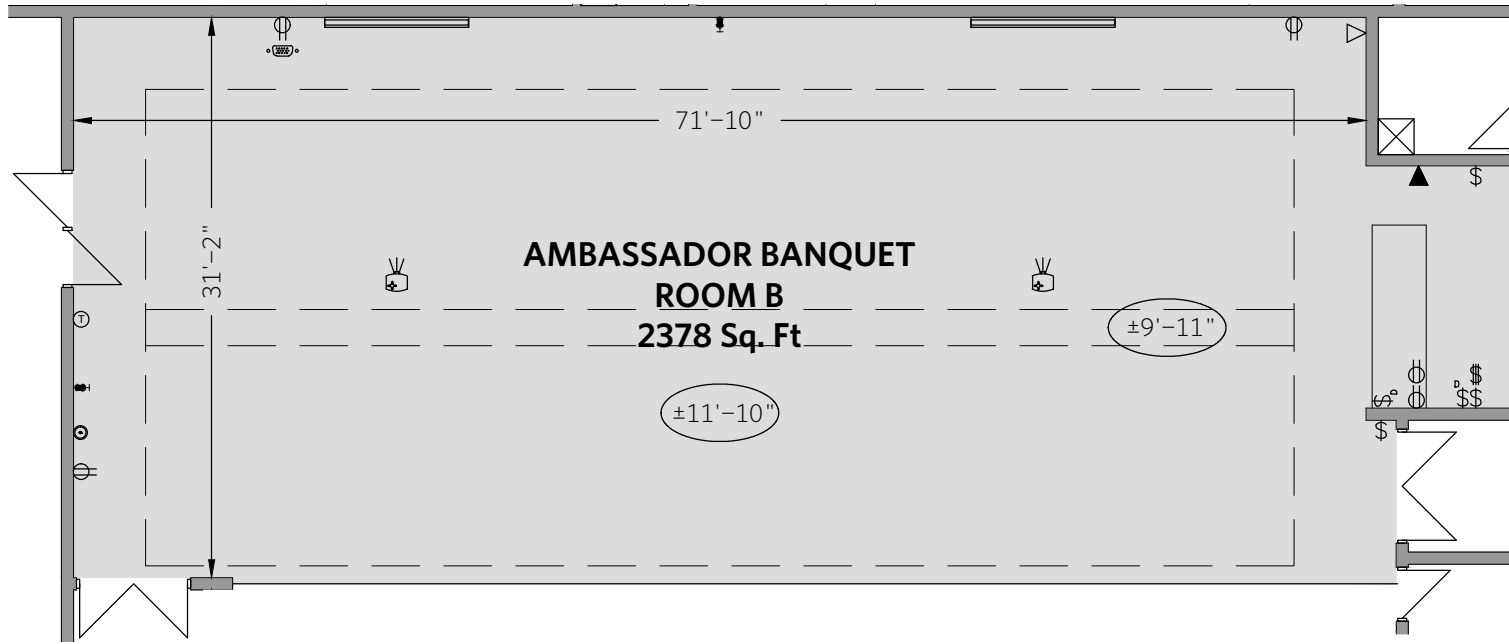 71'-10"
31'-2"
AMBASSADOR BANQUET
ROOM B
2378 Sq. Ft
±9'-11"
±11'-10"
T
$
D
$
$
D
$$
$